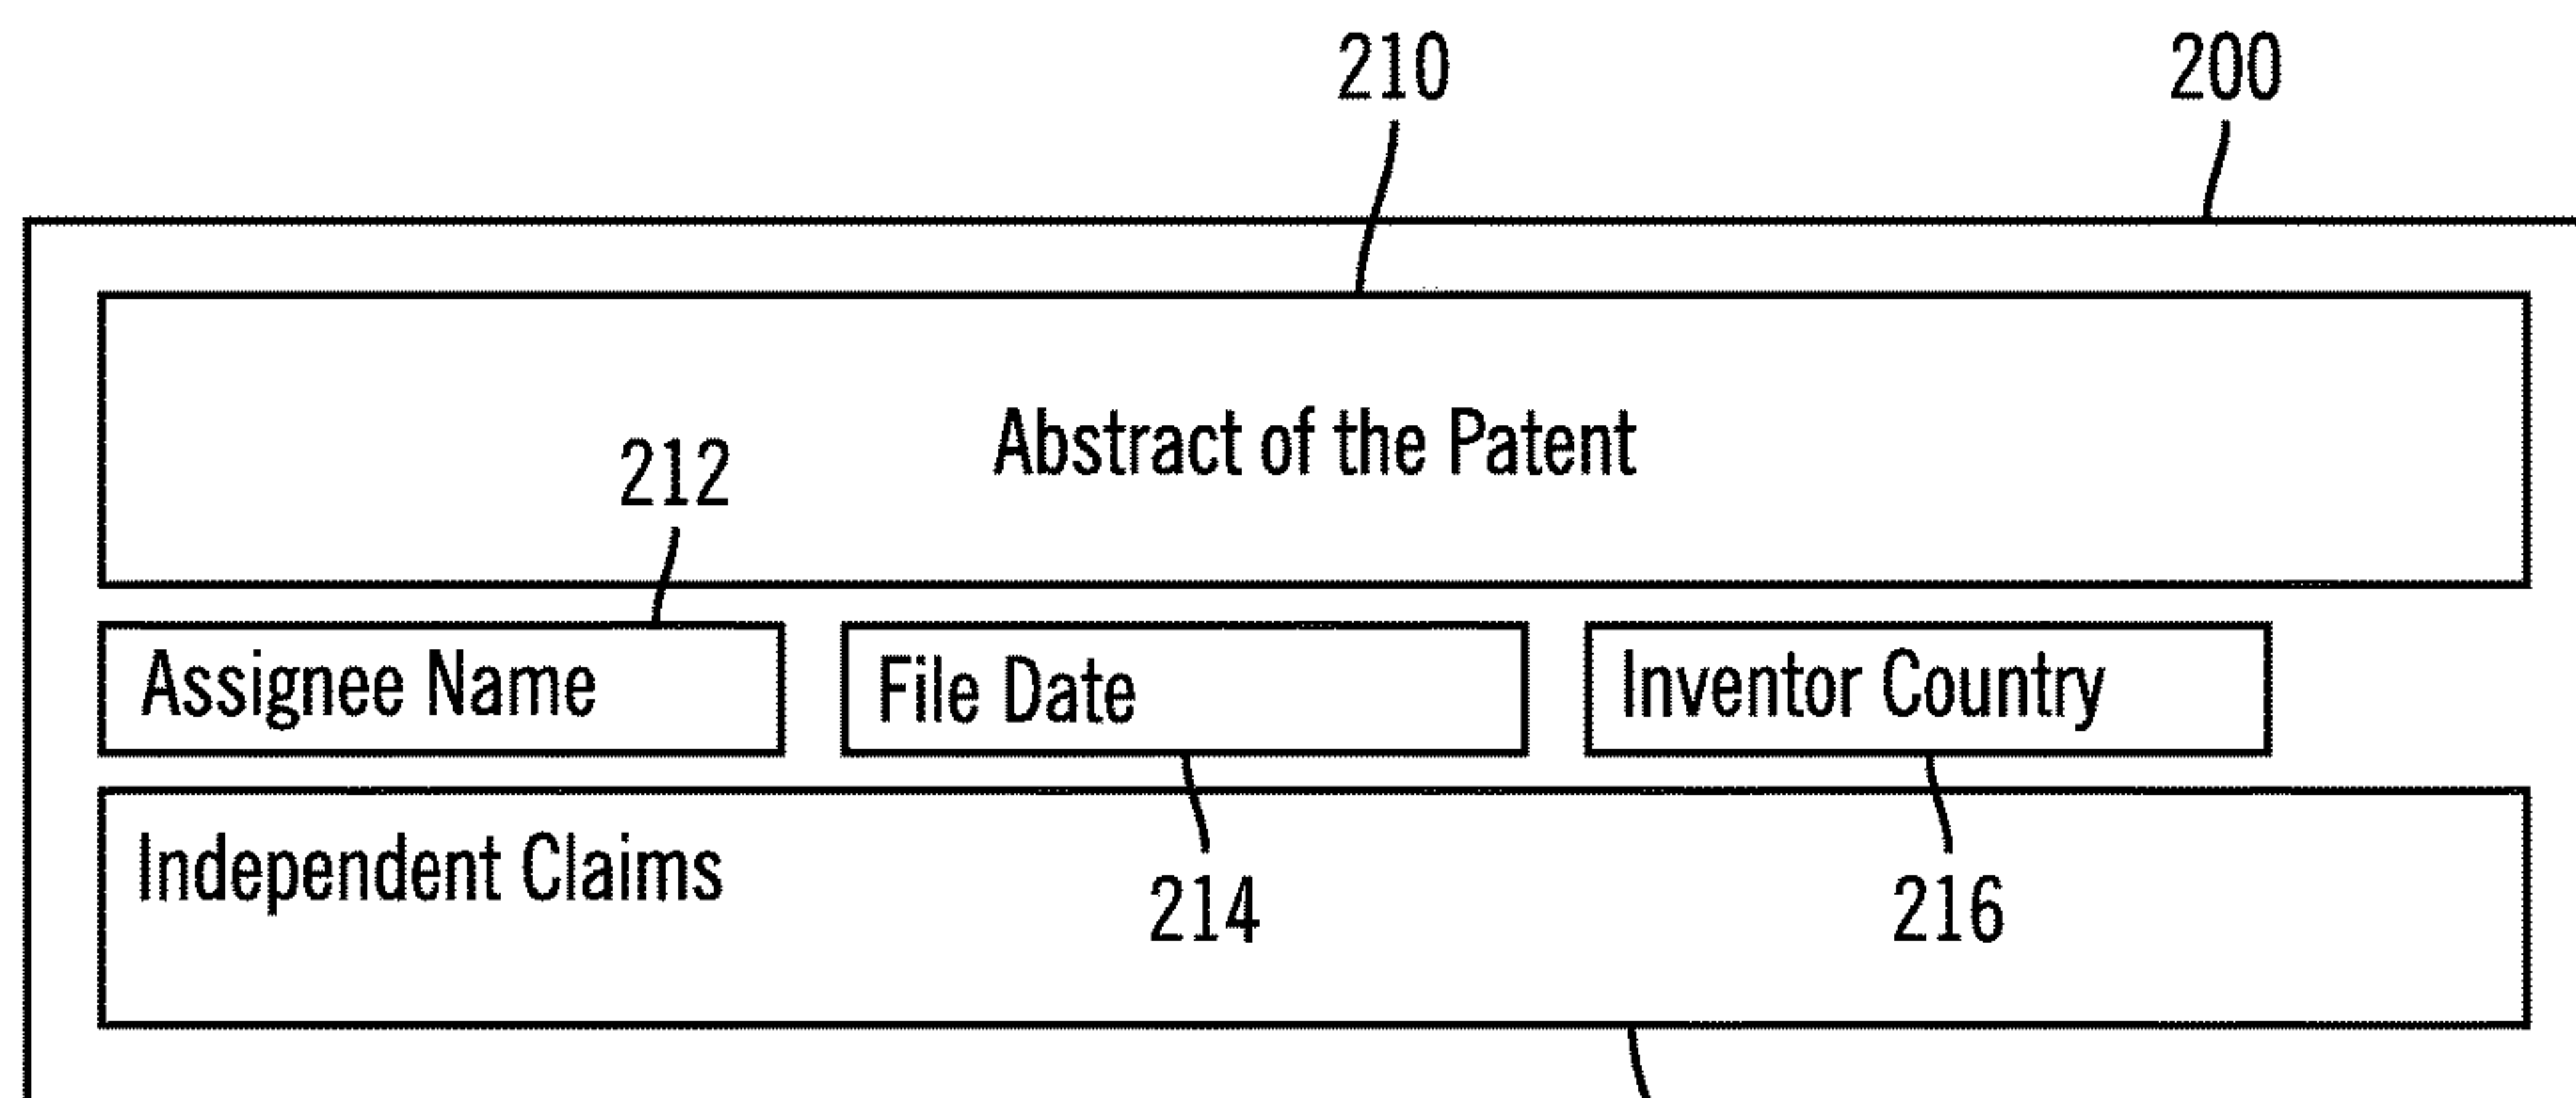 210 200
Abstract of the Patent
212
Assignee Name File Date Inventor Country
Independent Claims
214 216